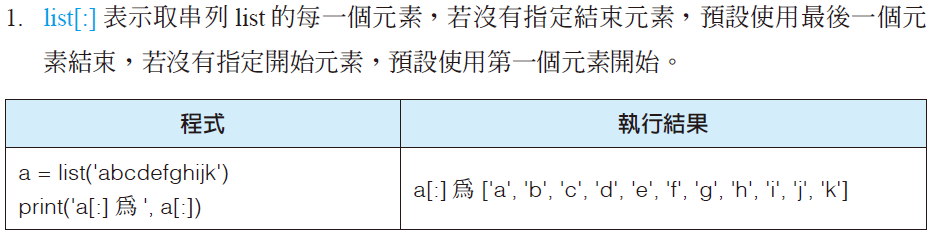 1. list[:] 表示取串列 list 的每一個元素，若沒有指定結束元素，預設使用最後一個元
素結束，若沒有指定開始元素，預設使用第一個元素開始。
程式
執行結果
a = list('abcdefghijk')
print('a[:] 爲 ', a[:])
a[:] 爲 ['a', 'b', 'c', 'd', 'e', 'f', 'g', 'h', 'i', 'j', 'k']